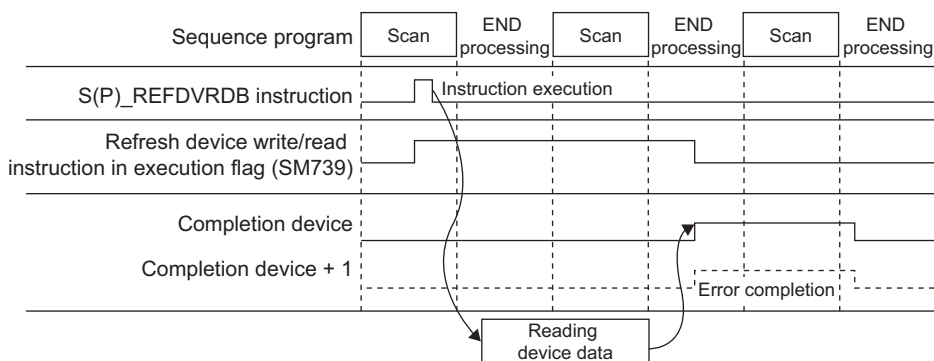 Sequence program
Scan
END
processing
Scan
END
processing
Scan
END
processing
S(P)_REFDVRDB instruction
Instruction execution
Refresh device write/read
instruction in execution flag (SM739)
Completion device
Completion device + 1
Error completion
Reading
device data